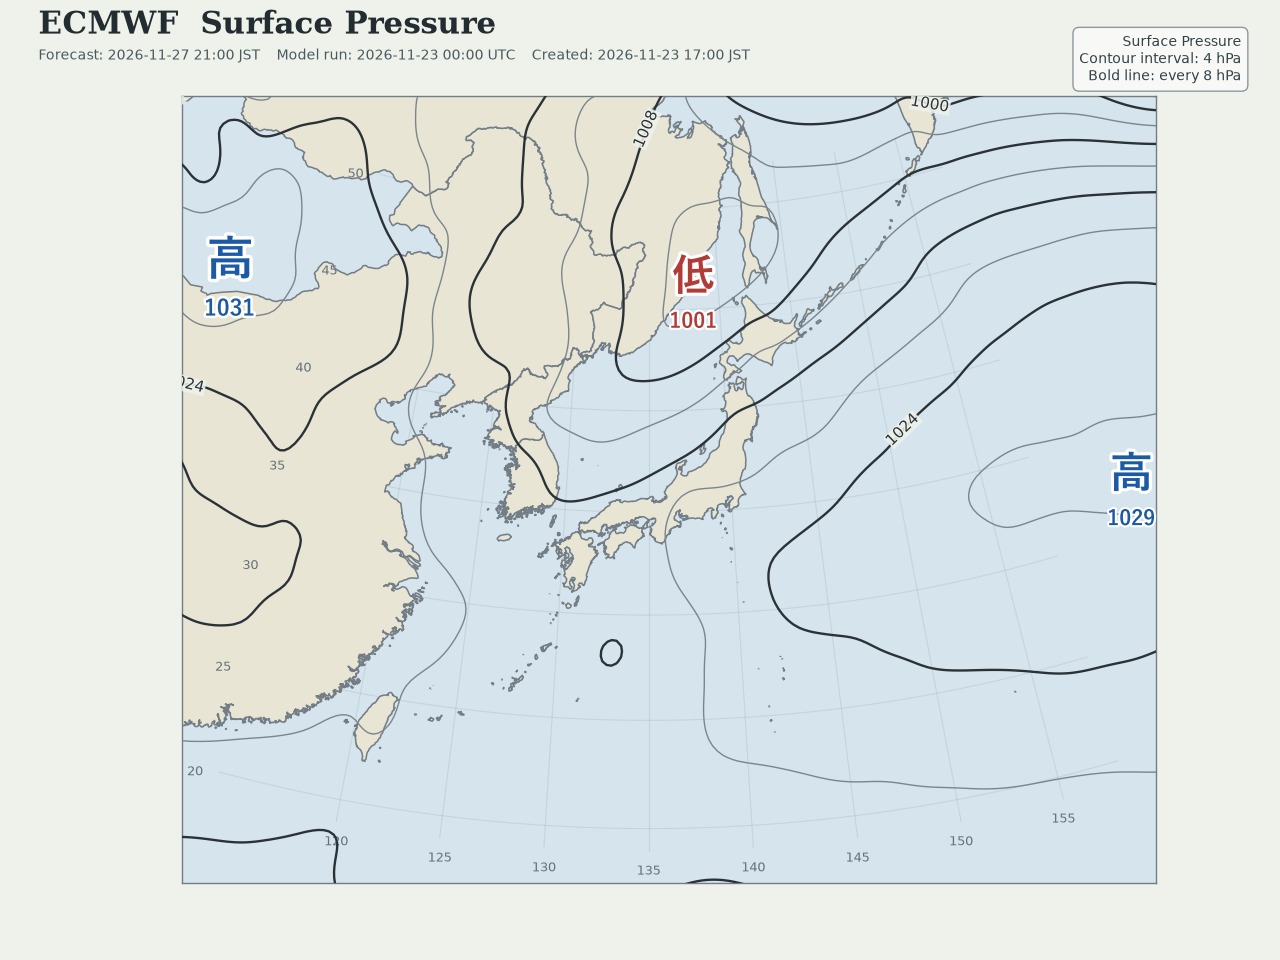 ECMWF  Surface Pressure
Forecast: 2026-11-27 21:00 JST    Model run: 2026-11-23 00:00 UTC    Created: 2026-11-23 17:00 JST
Surface Pressure
Contour interval: 4 hPa
Bold line: every 8 hPa
1000
1008
50
高
1031
45
低
1001
40
024
1024
35
高
1029
30
25
20
120
125
130
135
140
145
150
155